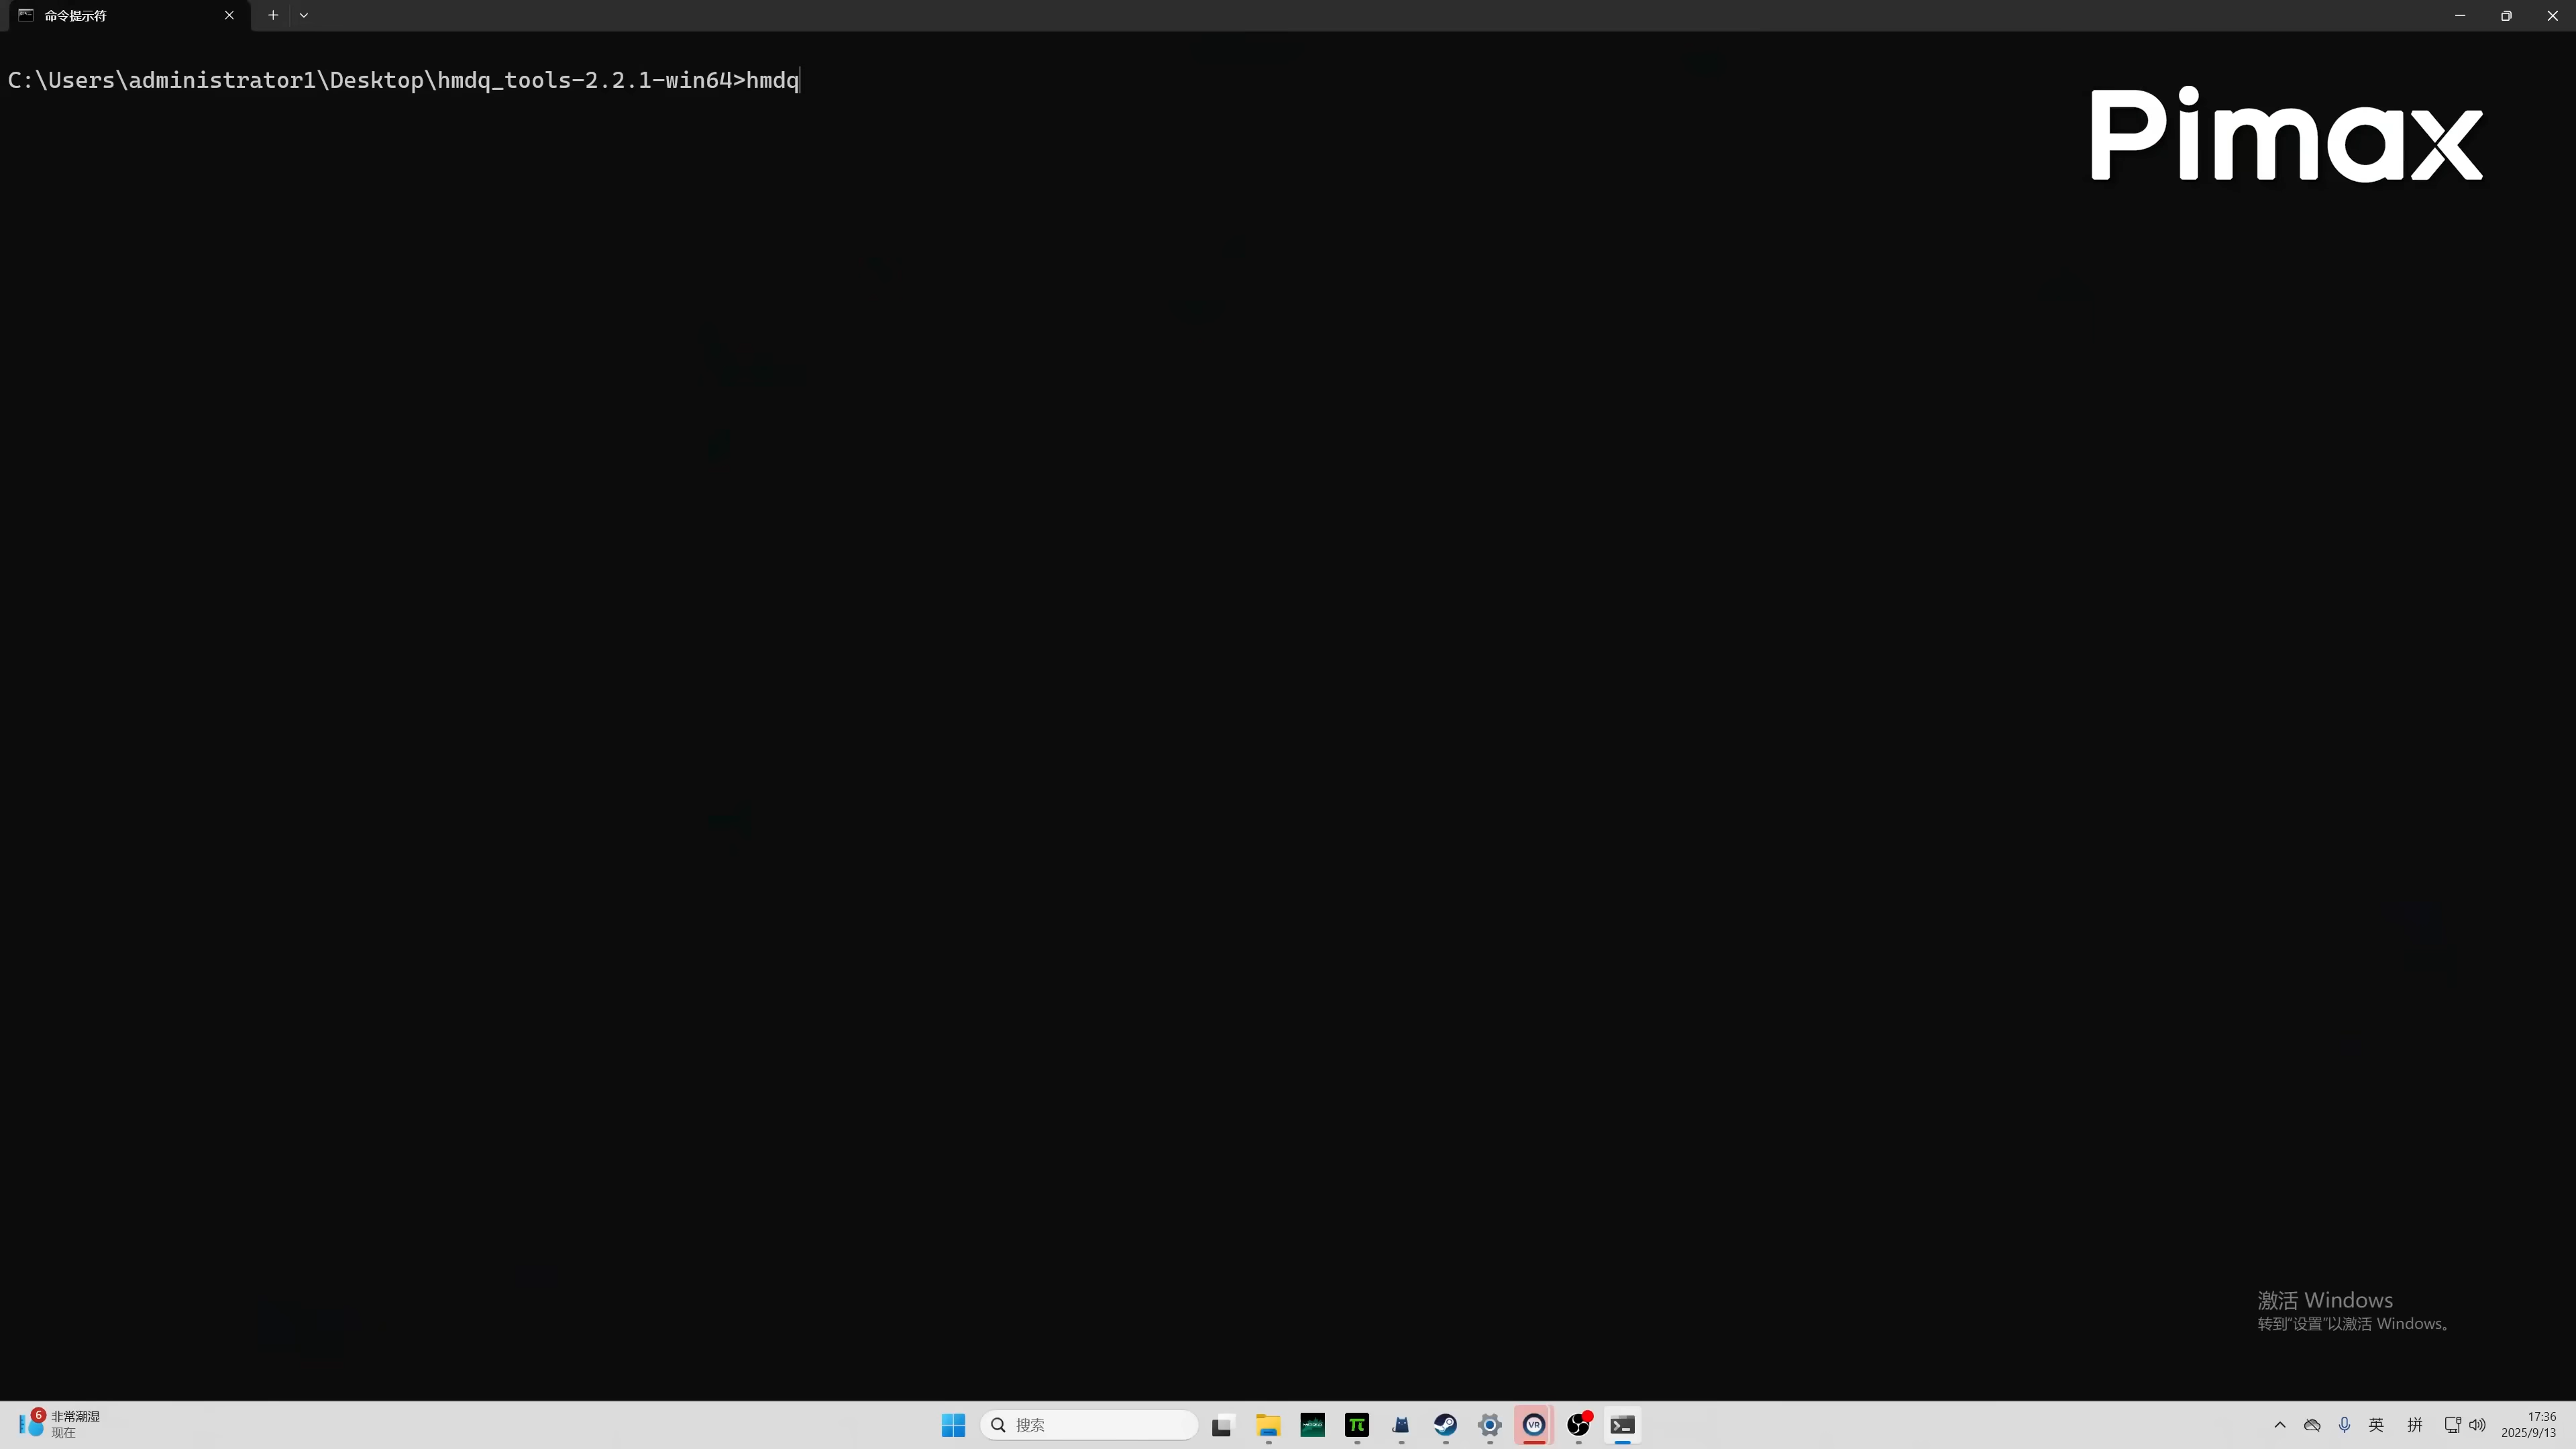 命令提示符
C:\Users\administrator1\Desktop\hmdq_tools-2.2.1-win64>hmdq
Pimax
激活 Windows
转到"设置"以激活 Windows。
6
非常潮湿
现在
搜索
VR
英
拼
17:36
2025/9/13